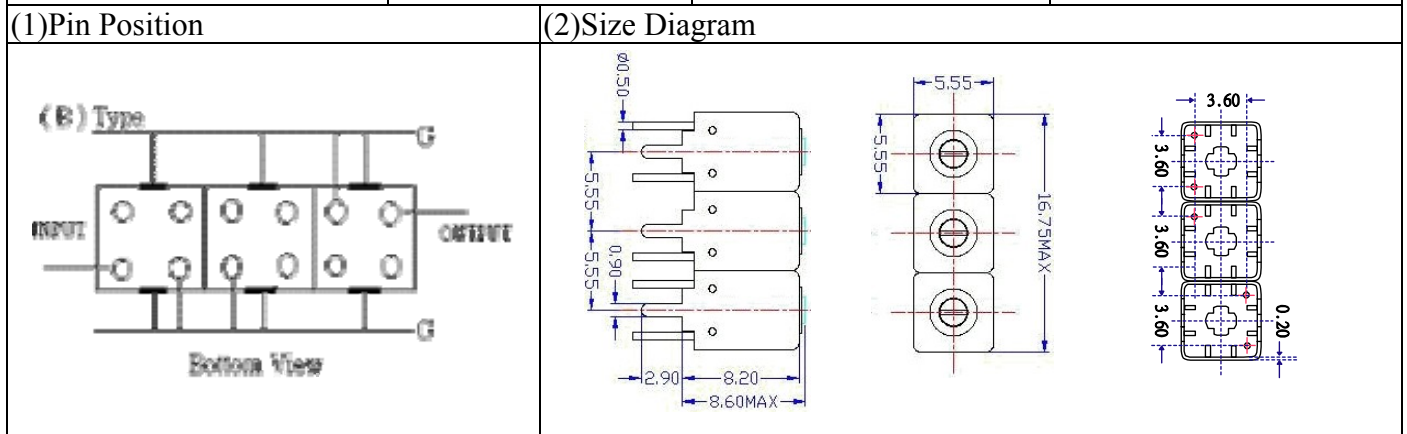 (1)Pin Position
(2)Size Diagram
(B) Type
G
INPUT
OUTPUT
G
Bottom View
Ø0.50
5.55
5.55
0.90
2.90
8.20
8.60MAX
5.55
5.55
16.75MAX
3.60
3.60
3.60
3.60
0.20